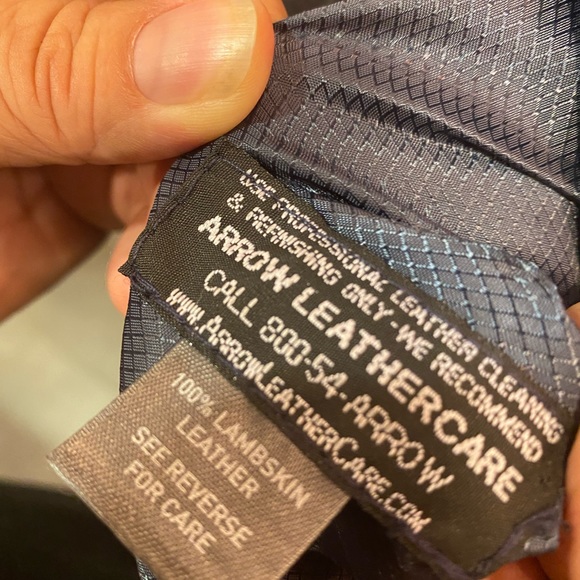 USE PROFESSIONAL LEATHER CLEANING
& REFINISHING ONLY - WE RECOMMEND
ARROW LEATHERCARE
CALL 800-54-ARROW
www.ArrowLeatherCare.com
100% LAMBSKIN
LEATHER
SEE REVERSE
FOR CARE